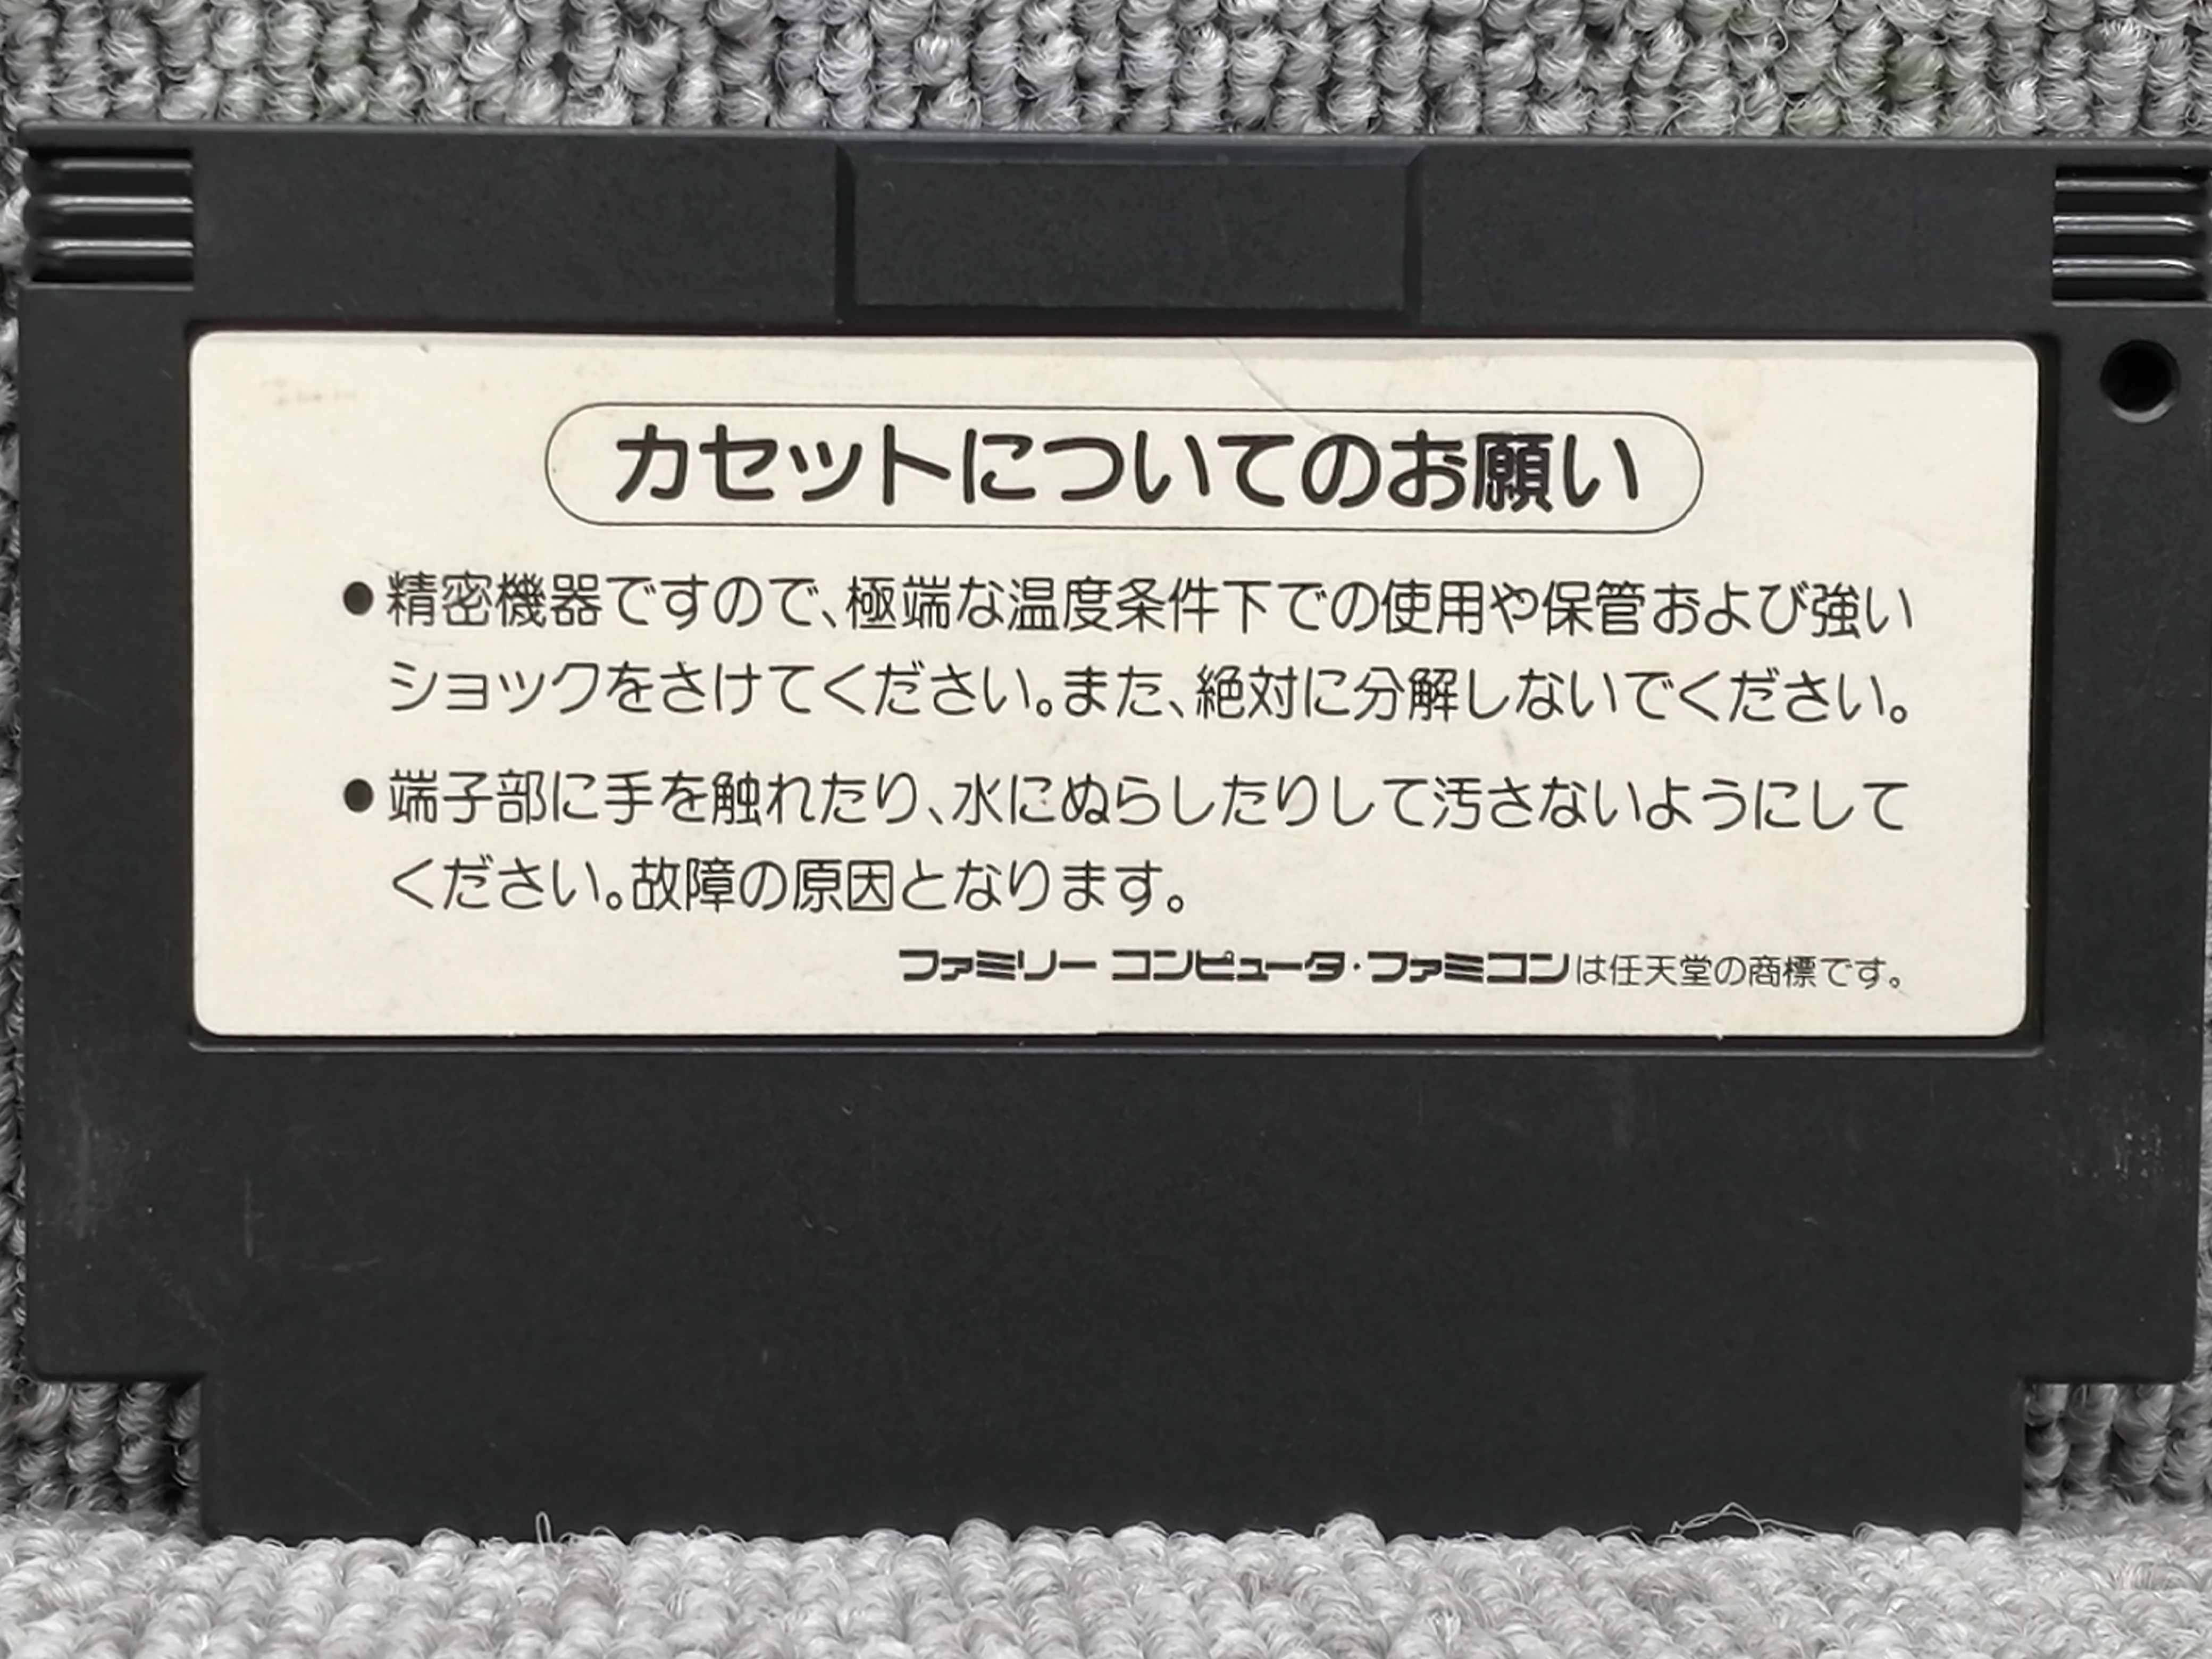 カセットについてのお願い
●精密機器ですので、極端な温度条件下での使用や保管および強い
ショックをさけてください。また、絶対に分解しないでください。
●端子部に手を触れたり、水にぬらしたりして汚さないようにして
ください。故障の原因となります。
ファミリー コンピュータ・ファミコンは任天堂の商標です。